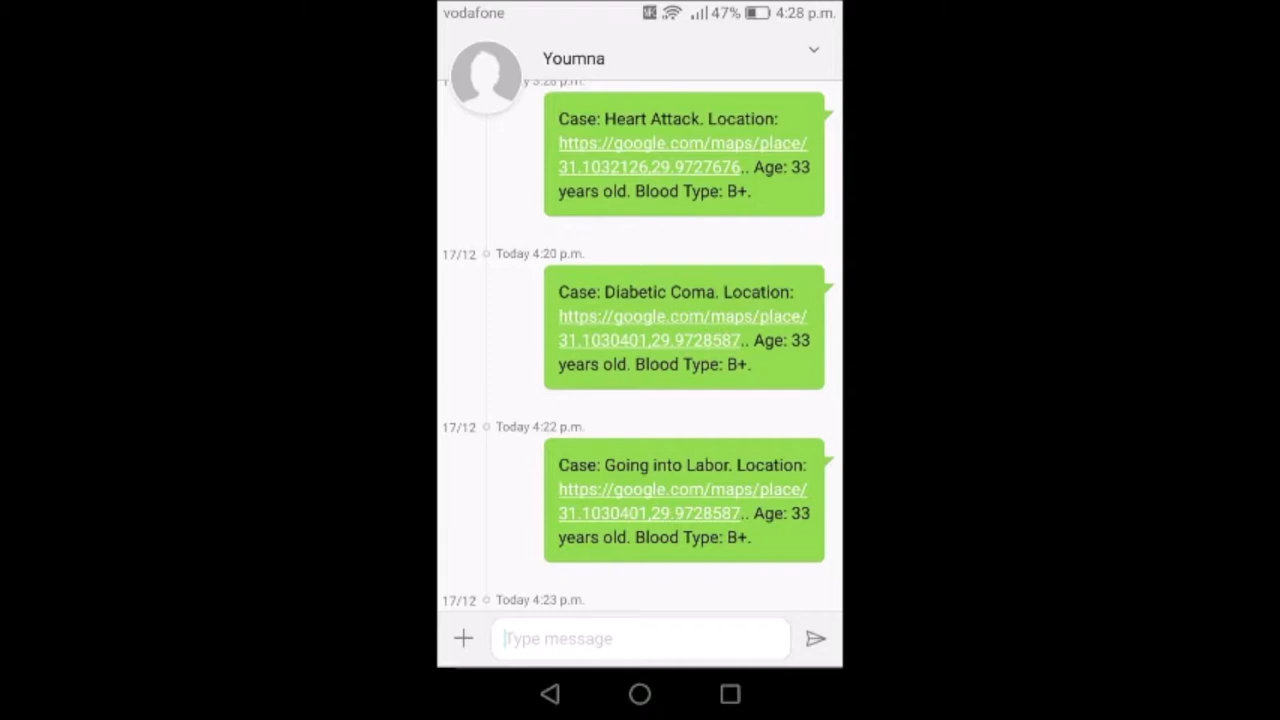 vodafone 47% 4:28 p.m.
Youmna
Case: Heart Attack. Location:
https://google.com/maps/place/
31.1032126,29.9727676.. Age: 33
years old. Blood Type: B+.
17/12 Today 4:20 p.m.
Case: Diabetic Coma. Location:
https://google.com/maps/place/
31.1030401,29.9728587.. Age: 33
years old. Blood Type: B+.
17/12 Today 4:22 p.m.
Case: Going into Labor. Location:
https://google.com/maps/place/
31.1030401,29.9728587.. Age: 33
years old. Blood Type: B+.
17/12 Today 4:23 p.m.
Type message